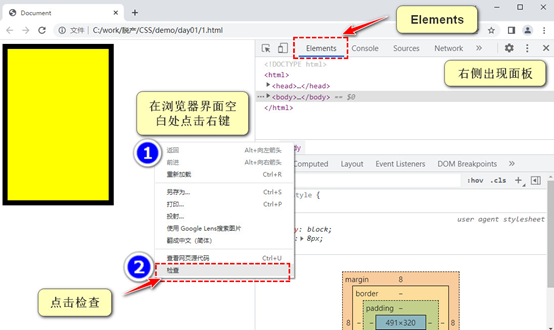 Document
文件 C:/work/脱产/CSS/demo/day01/1.html
Elements
Elements Console Sources Network
右侧出现面板
<!DOCTYPE html>
<html>
<head>…</head>
<body>…</body> == $0
</html>
在浏览器界面空
白处点击右键
1
返回 Alt+向左箭头
前进 Alt+向右箭头
重新加载 Ctrl+R
另存为... Ctrl+S
打印... Ctrl+P
投射...
使用 Google Lens搜索图片
翻成中文（简体）
查看网页源代码 Ctrl+U
2
检查
点击检查
Computed Layout Event Listeners DOM Breakpoints
:hov .cls
{
user agent stylesheet
block;
8px;
margin 8
border –
padding –
8 – – 491×320 – – 8